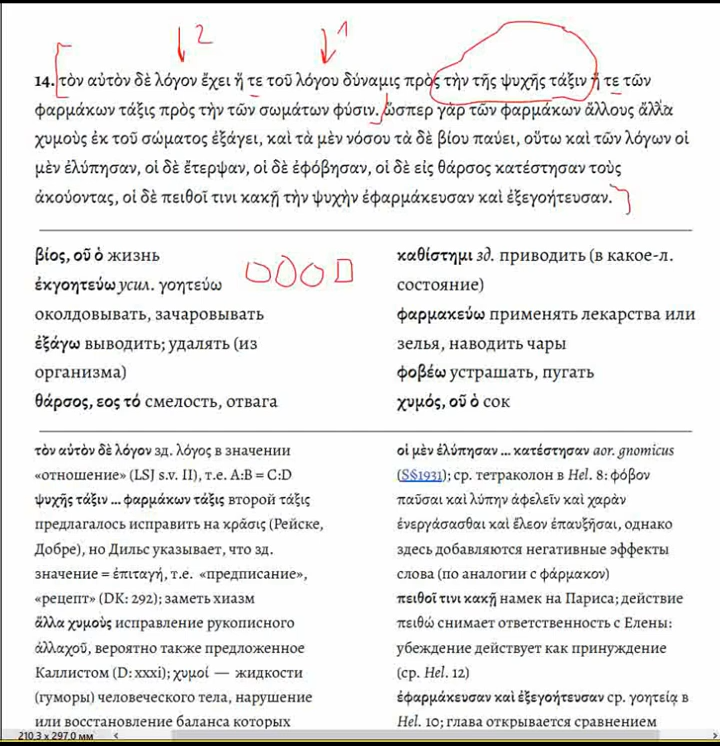 2 1
14. τὸν αὐτὸν δὲ λόγον ἔχει ἥ τε τοῦ λόγου δύναμις πρὸς τὴν τῆς ψυχῆς τάξιν ἥ τε τῶν
φαρμάκων τάξις πρὸς τὴν τῶν σωμάτων φύσιν. ὥσπερ γὰρ τῶν φαρμάκων ἄλλους ἄλλα
χυμοὺς ἐκ τοῦ σώματος ἐξάγει, καὶ τὰ μὲν νόσου τὰ δὲ βίου παύει, οὕτω καὶ τῶν λόγων οἱ
μὲν ἐλύπησαν, οἱ δὲ ἔτερψαν, οἱ δὲ ἐφόβησαν, οἱ δὲ εἰς θάρσος κατέστησαν τοὺς
ἀκούοντας, οἱ δὲ πειθοῖ τινι κακῇ τὴν ψυχὴν ἐφαρμάκευσαν καὶ ἐξεγοήτευσαν.
βίος, οῦ ὁ жизнь
ἐκγοητεύω усил. γοητεύω
околдовывать, зачаровывать
ἐξάγω выводить; удалять (из
организма)
θάρσος, εος τό смелость, отвага
καθίστημι зд. приводить (в какое-л.
состояние)
φαρμακεύω применять лекарства или
зелья, наводить чары
φοβέω устрашать, пугать
χυμός, οῦ ὁ сок
τὸν αὐτὸν δὲ λόγον зд. λόγος в значении
«отношение» (LSJ s.v. II), т.е. A:B = C:D
ψυχῆς τάξιν ... φαρμάκων τάξις второй τάξις
предлагалось исправить на κρᾶσις (Рейске,
Добре), но Дильс указывает, что зд.
значение = ἐπιταγή, т.е. «предписание»,
«рецепт» (DK: 292); заметь хиазм
ἄλλα χυμοὺς исправление рукописного
ἀλλαχοῦ, вероятно также предложенное
Каллистом (D: xxxi); χυμοί — жидкости
(гуморы) человеческого тела, нарушение
или восстановление баланса которых
οἱ μὲν ἐλύπησαν ... κατέστησαν aor. gnomicus
(S§1931); ср. тетраколон в Hel. 8: φόβον
παῦσαι καὶ λύπην ἀφελεῖν καὶ χαρὰν
ἐνεργάσασθαι καὶ ἔλεον ἐπαυξῆσαι, однако
здесь добавляются негативные эффекты
слова (по аналогии с φάρμακον)
πειθοῖ τινι κακῇ намек на Париса; действие
πειθώ снимает ответственность с Елены:
убеждение действует как принуждение
(ср. Hel. 12)
ἐφαρμάκευσαν καὶ ἐξεγοήτευσαν ср. γοητείᾳ в
Hel. 10; глава открывается сравнением
210.3 x 297.0 мм